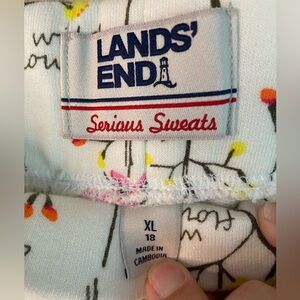 LANDS'
END
Serious Sweats
XL
18
MADE IN
CAMBODIA